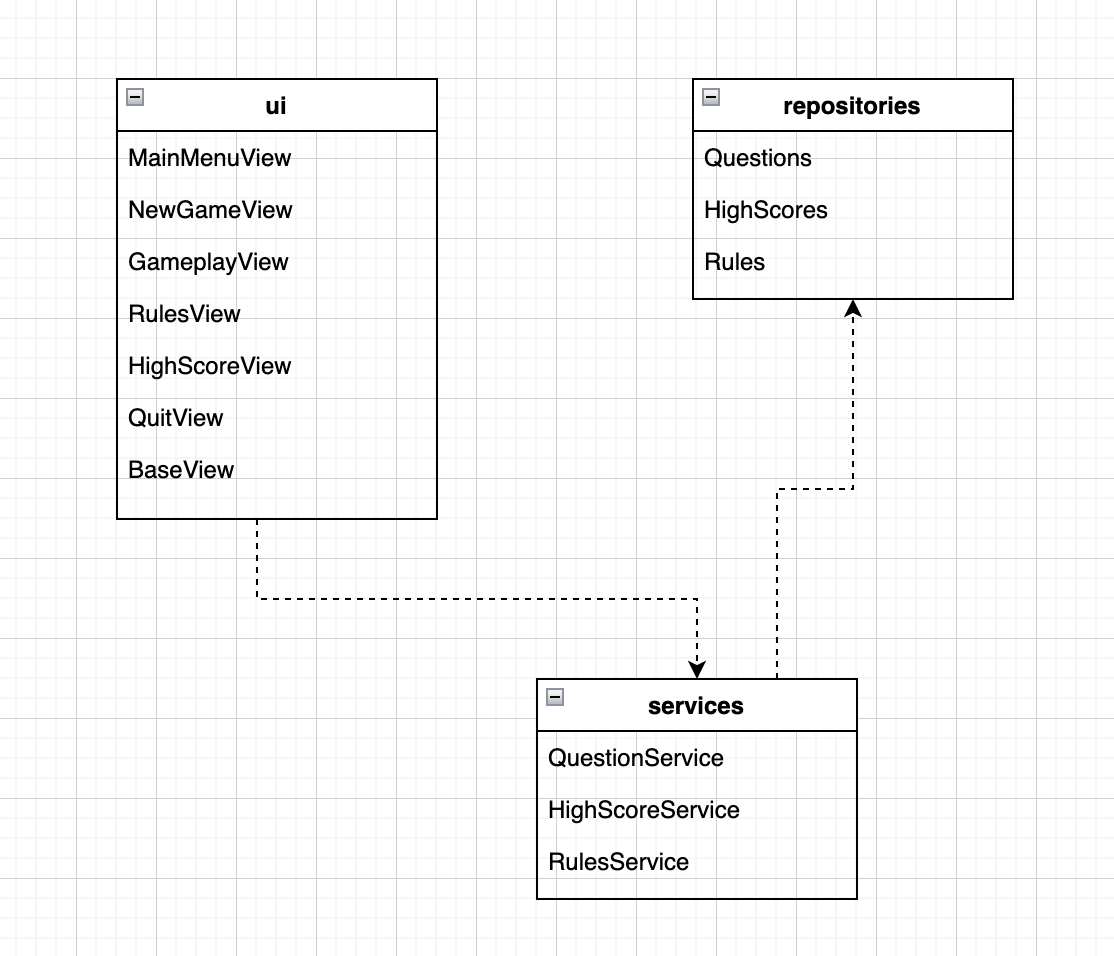 ui
MainMenuView
NewGameView
GameplayView
RulesView
HighScoreView
QuitView
BaseView
repositories
Questions
HighScores
Rules
services
QuestionService
HighScoreService
RulesService